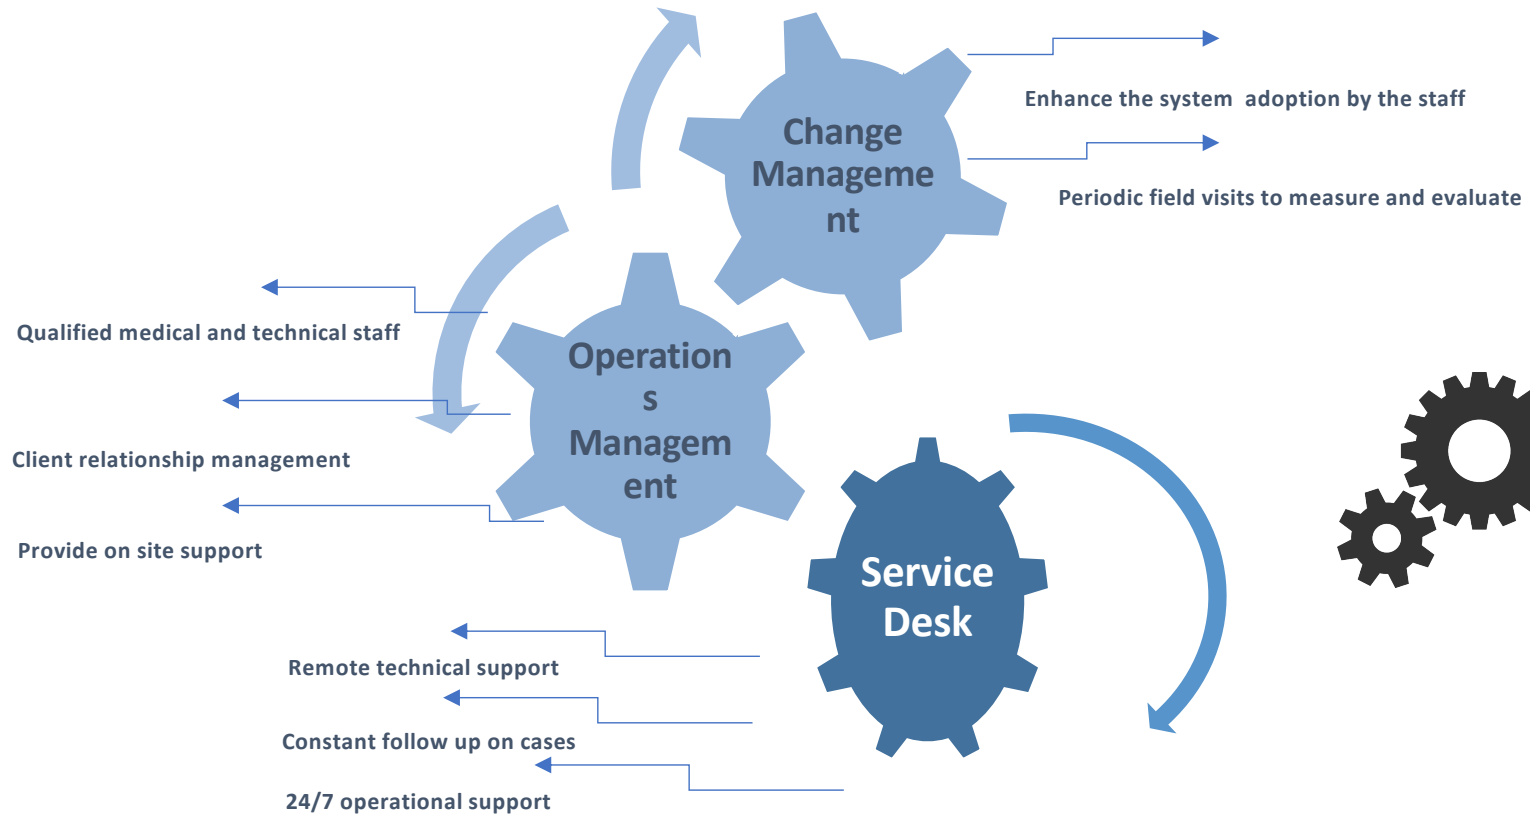 Change
Manageme
nt
Enhance the system  adoption by the staff
Periodic field visits to measure and evaluate
Operation
s
Managem
ent
Qualified medical and technical staff
Client relationship management
Provide on site support
Service
Desk
Remote technical support
Constant follow up on cases
24/7 operational support